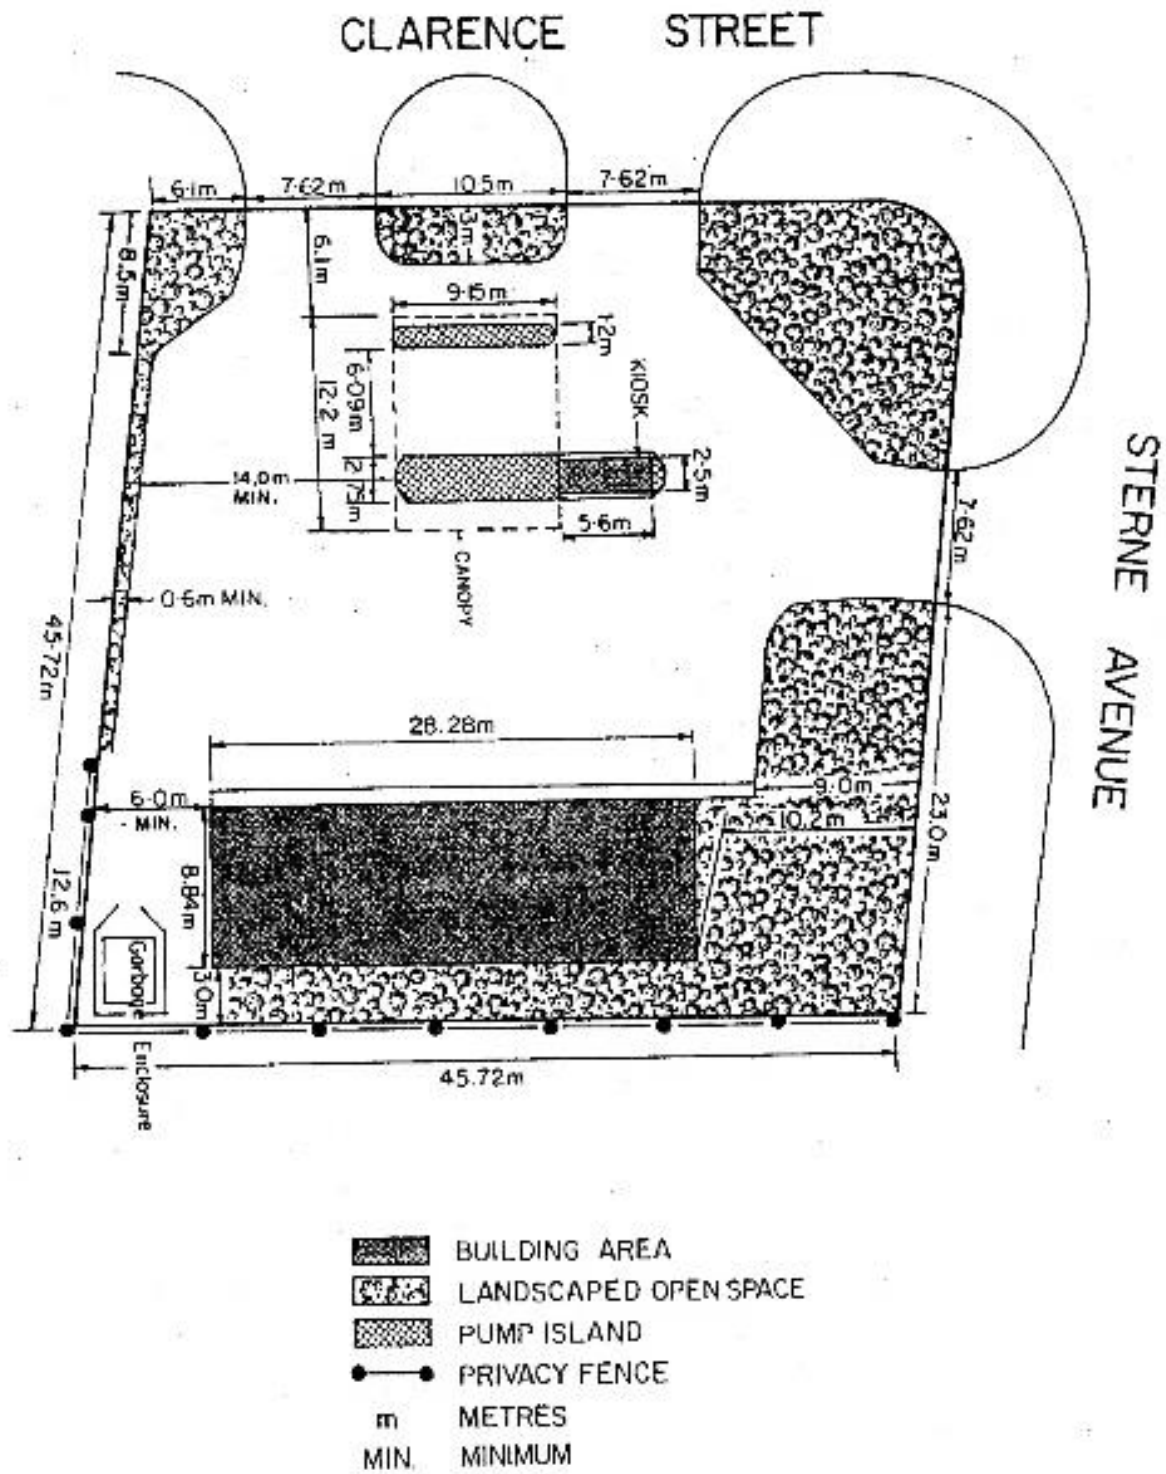 CLARENCE STREET
6.1m 7.62m 10.5m 7.62m
3m
8.5m
6.1m
9.15m
1.2m
KIOSK
6.09m
12.2 m
14.0m
MIN.
2.75m
2.5m
5.6m
CANOPY
STERNE AVENUE
7.62m
0.6m MIN.
45.72m
28.28m
9.0m
6.0m
MIN.
10.2m
23.0m
8.84m
12.6 m
Garbage
Enclosure
3.0m
45.72m
BUILDING AREA
LANDSCAPED OPEN SPACE
PUMP ISLAND
PRIVACY FENCE
m METRES
MIN. MINIMUM